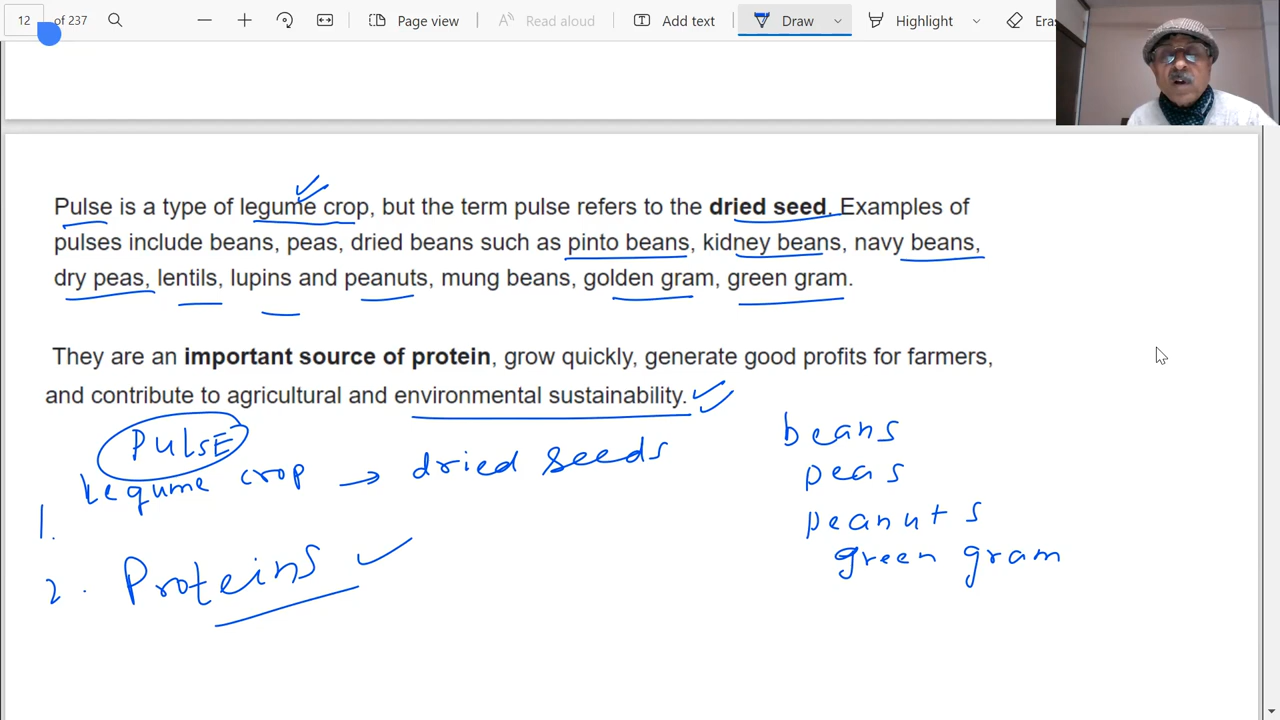 12 of 237 Page view Read aloud Add text Draw Highlight Era
Pulse is a type of legume crop, but the term pulse refers to the dried seed. Examples of
pulses include beans, peas, dried beans such as pinto beans, kidney beans, navy beans,
dry peas, lentils, lupins and peanuts, mung beans, golden gram, green gram.
They are an important source of protein, grow quickly, generate good profits for farmers,
and contribute to agricultural and environmental sustainability.
PulsE
Legume crop → dried seeds
1.
2. Proteins
beans
peas
peanuts
green gram